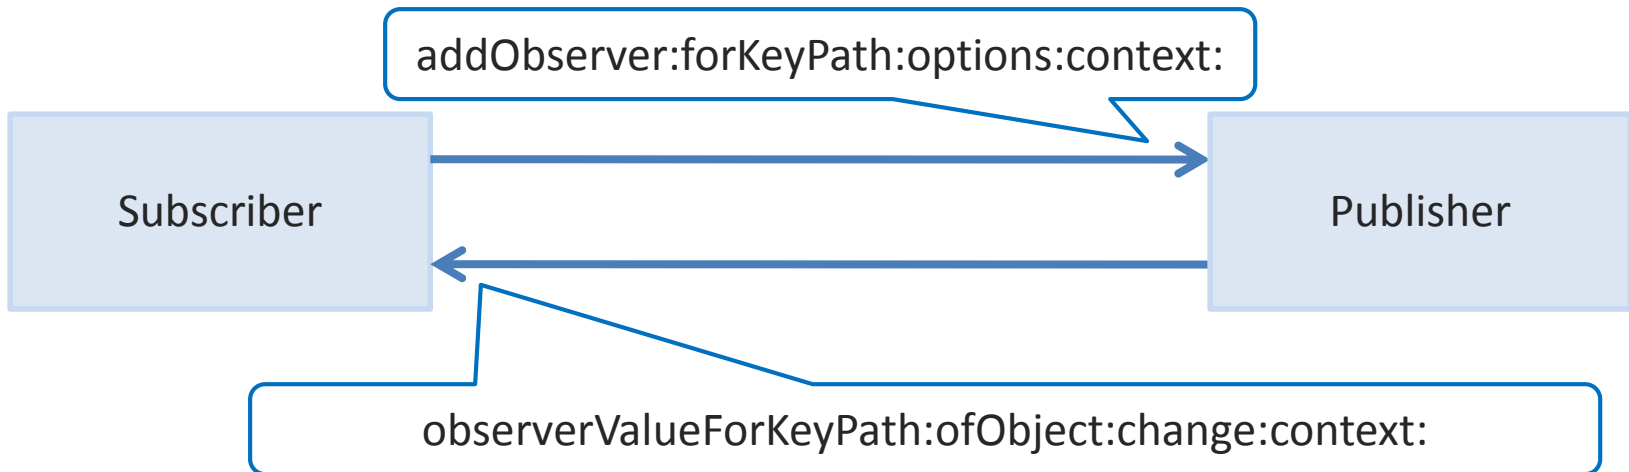 addObserver:forKeyPath:options:context:
Subscriber
Publisher
observerValueForKeyPath:ofObject:change:context: